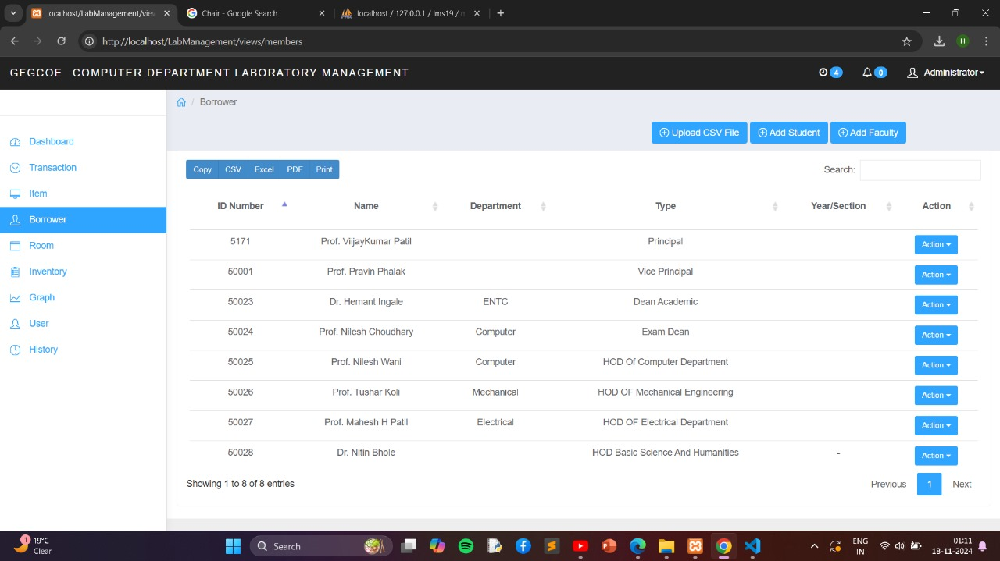 localhost/LabManagement/viev
Chair - Google Search
localhost / 127.0.0.1 / lms19 / m
http://localhost/LabManagement/views/members
H
GFGCOE COMPUTER DEPARTMENT LABORATORY MANAGEMENT
4
0
Administrator
/ Borrower
Upload CSV File
Add Student
Add Faculty
Dashboard
Transaction
Item
Borrower
Room
Inventory
Graph
User
History
Copy CSV Excel PDF Print
Search:
ID Number Name Department Type Year/Section Action
5171 Prof. ViijayKumar Patil Principal Action
50001 Prof. Pravin Phalak Vice Principal Action
50023 Dr. Hemant Ingale ENTC Dean Academic Action
50024 Prof. Nilesh Choudhary Computer Exam Dean Action
50025 Prof. Nilesh Wani Computer HOD Of Computer Department Action
50026 Prof. Tushar Koli Mechanical HOD OF Mechanical Engineering Action
50027 Prof. Mahesh H Patil Electrical HOD OF Electrical Department Action
50028 Dr. Nitin Bhole HOD Basic Science And Humanities - Action
Showing 1 to 8 of 8 entries
Previous 1 Next
1
19°C
Clear
Search
ENG
IN
01:11
18-11-2024